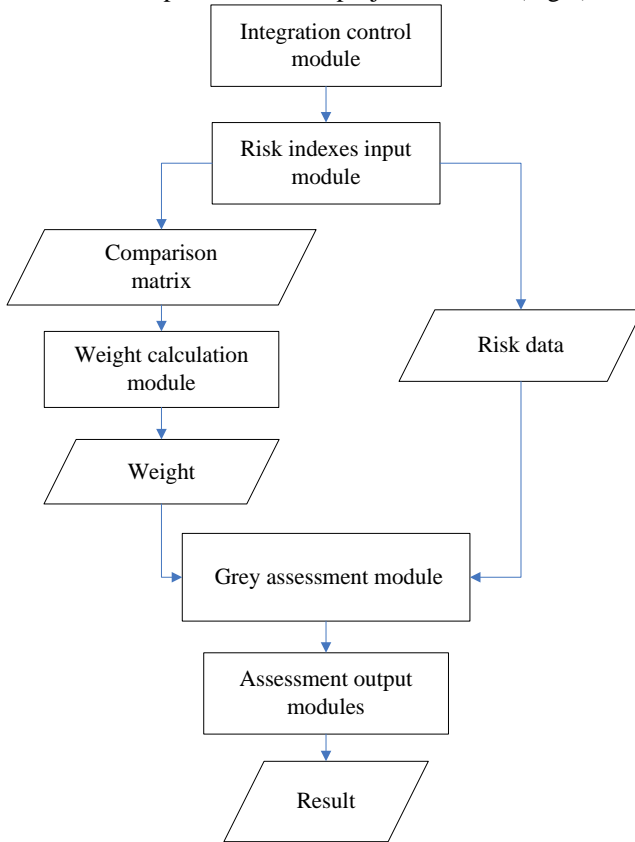 Integration control
module
Risk indexes input
module
Comparison
matrix
Risk data
Weight calculation
module
Weight
Grey assessment module
Assessment output
modules
Result